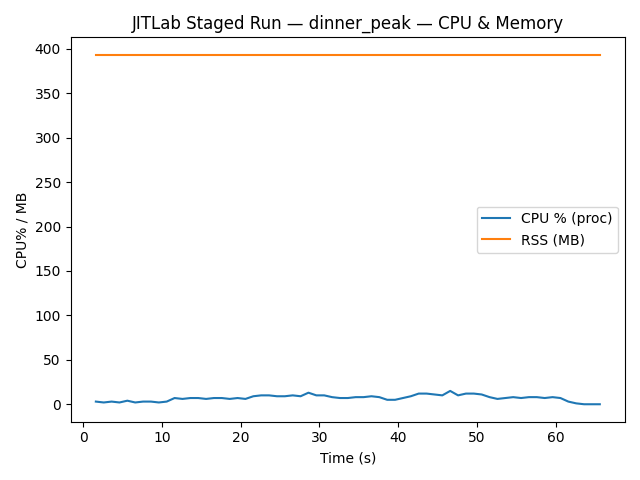 JITLab Staged Run — dinner_peak — CPU & Memory
400
350
300
250
200
150
100
50
0
CPU% / MB
CPU % (proc)
RSS (MB)
0 10 20 30 40 50 60
Time (s)